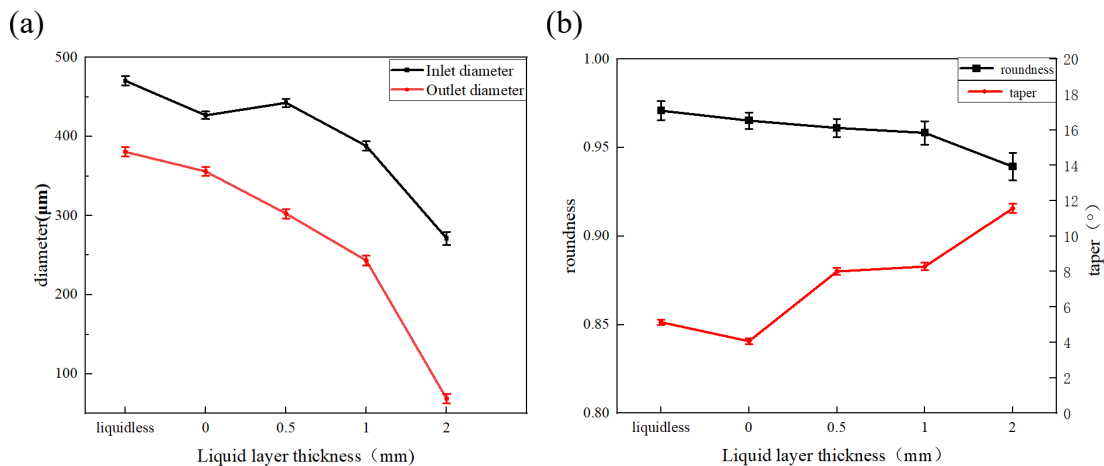 (a)
500
400
300
200
100
diameter(μm)
Inlet diameter
Outlet diameter
liquidless 0 0.5 1 2
Liquid layer thickness（mm）
(b)
1.00
0.95
0.90
0.85
0.80
roundness
roundness
taper
20
18
16
14
12
10
8
6
4
2
0
taper（°）
liquidless 0 0.5 1 2
Liquid layer thickness（mm）